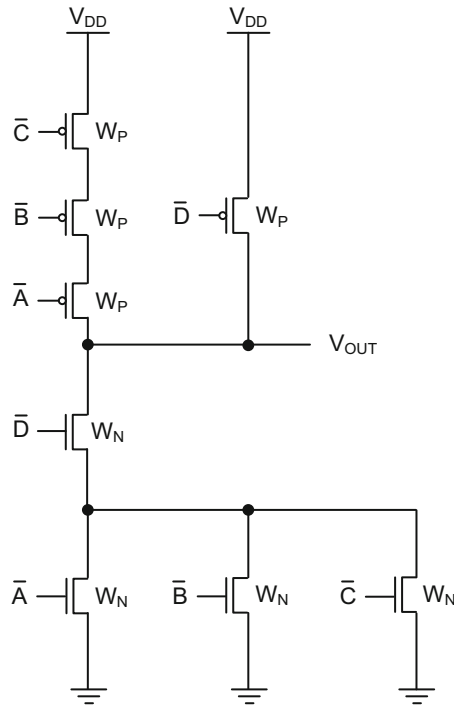 V_DD V_DD
C̅ W_P
B̅ W_P D̅ W_P
A̅ W_P
V_OUT
D̅ W_N
A̅ W_N B̅ W_N C̅ W_N